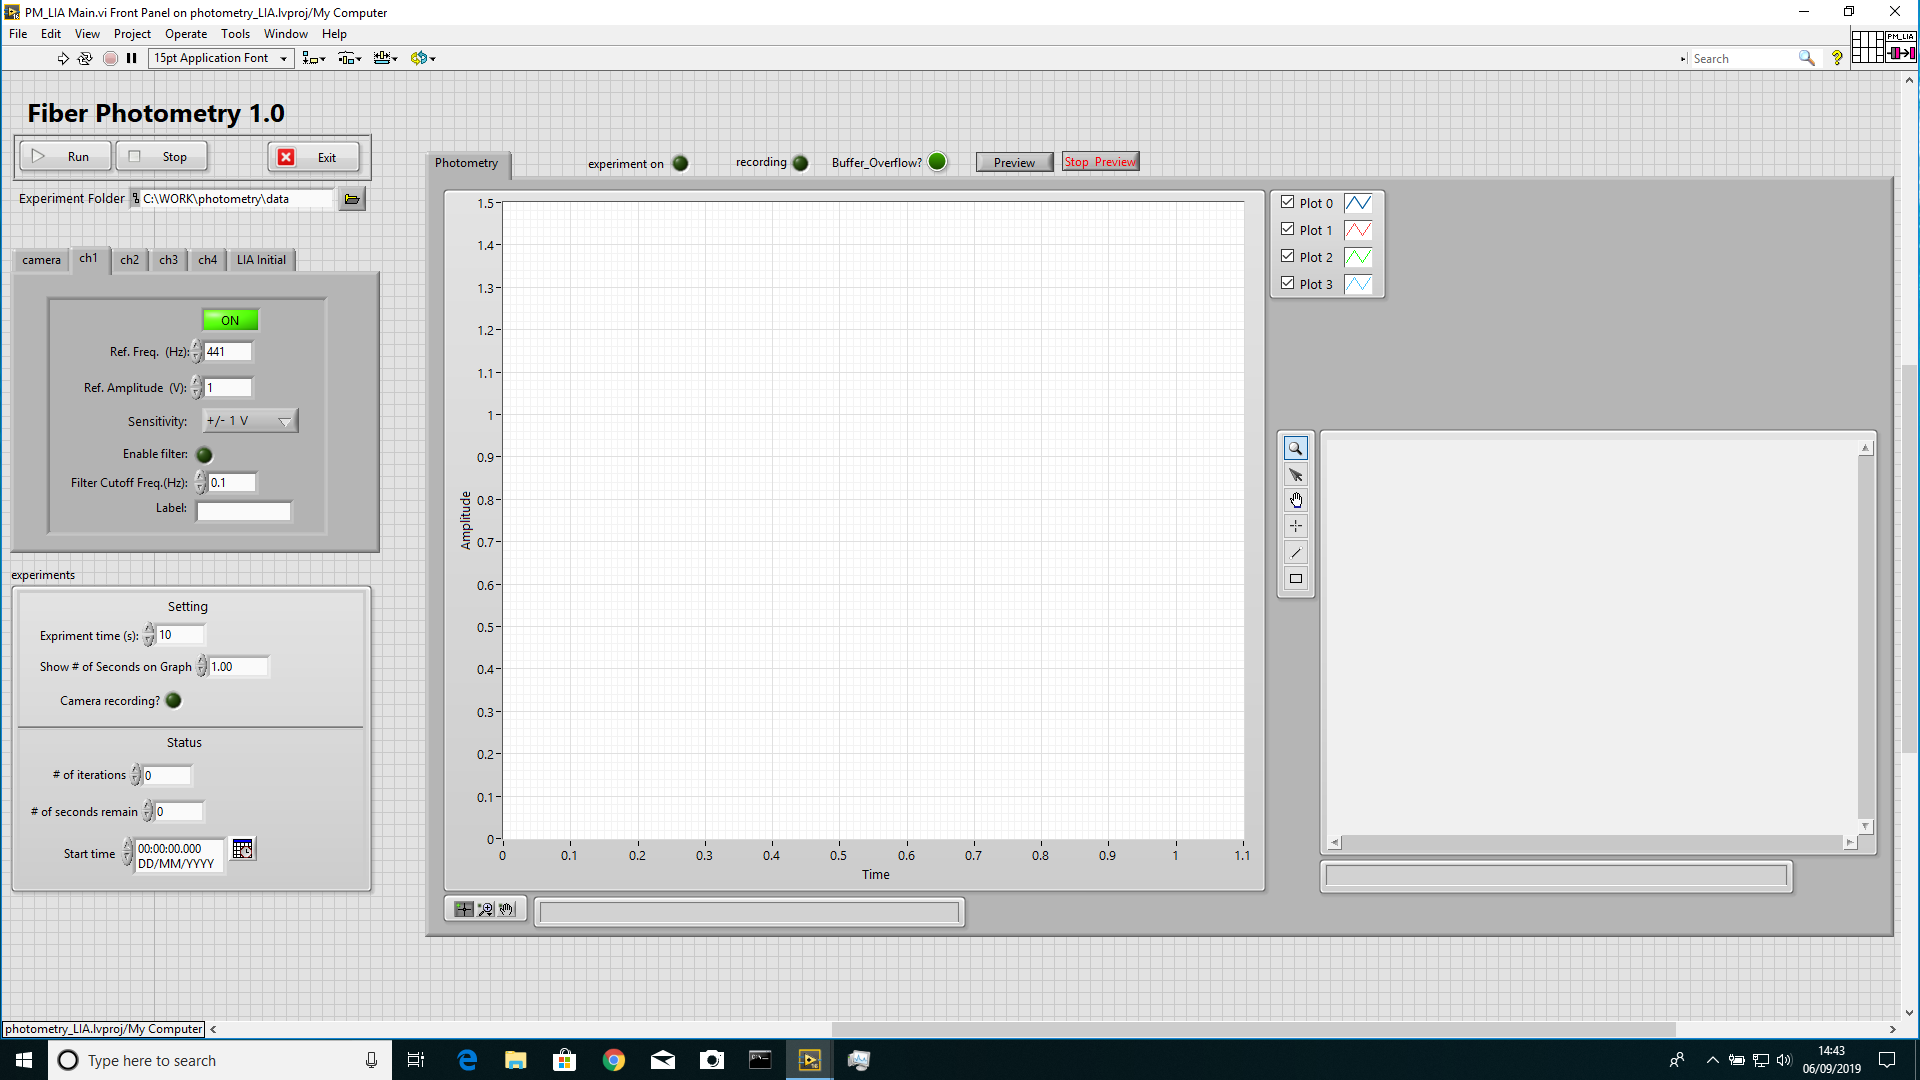 PM_LIA Main.vi Front Panel on photometry_LIA.lvproj/My Computer
File Edit View Project Operate Tools Window Help
15pt Application Font
Search
PM_LIA
Fiber Photometry 1.0
Run Stop Exit
Experiment Folder C:\WORK\photometry\data
camera ch1 ch2 ch3 ch4 LIA Initial
ON
Ref. Freq. (Hz): 441
Ref. Amplitude (V): 1
Sensitivity: +/- 1 V
Enable filter:
Filter Cutoff Freq.(Hz): 0.1
Label:
experiments
Setting
Expriment time (s): 10
Show # of Seconds on Graph 1.00
Camera recording?
Status
# of iterations 0
# of seconds remain 0
Start time 00:00:00.000
DD/MM/YYYY
Photometry experiment on recording Buffer_Overflow? Preview Stop Preview
1.5
1.4
1.3
1.2
1.1
1
0.9
0.8
0.7
0.6
0.5
0.4
0.3
0.2
0.1
0
Amplitude
0 0.1 0.2 0.3 0.4 0.5 0.6 0.7 0.8 0.9 1 1.1
Time
Plot 0
Plot 1
Plot 2
Plot 3
photometry_LIA.lvproj/My Computer
Type here to search
14:43
06/09/2019